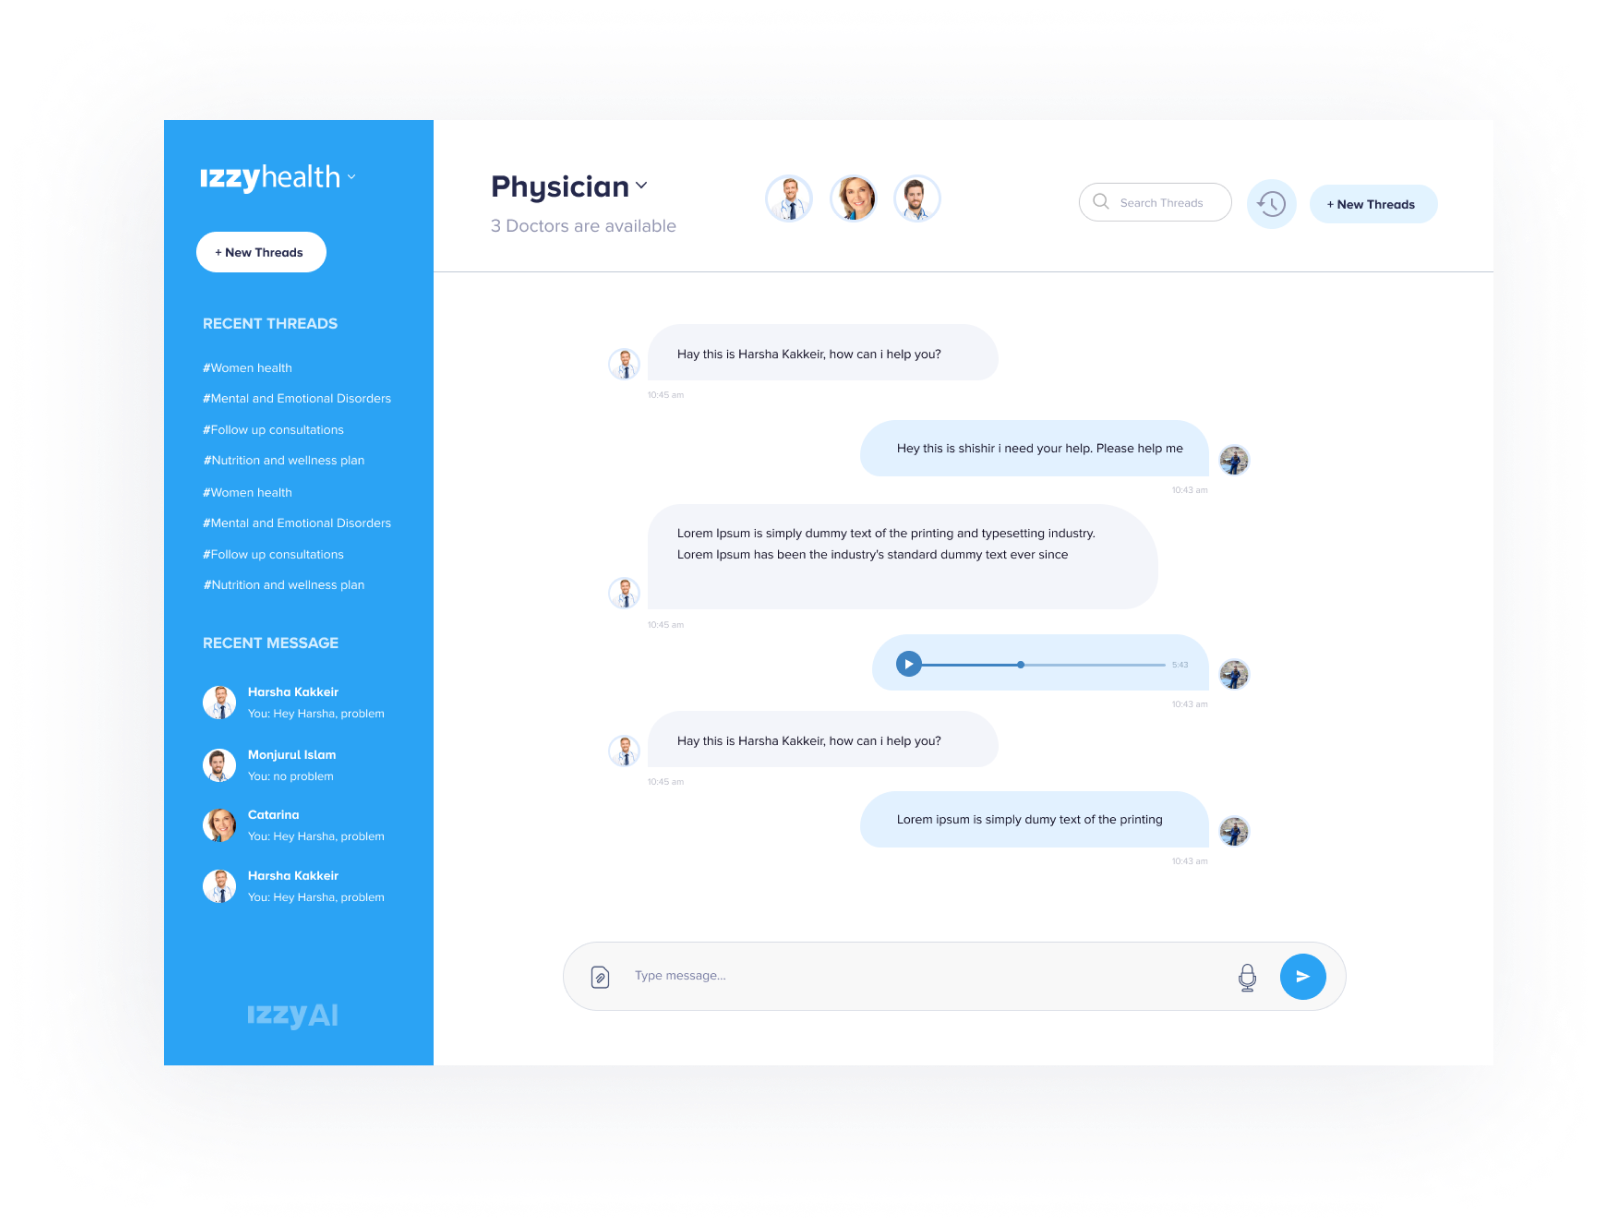 ızzyhealth
+ New Threads
RECENT THREADS
#Women health
#Mental and Emotional Disorders
#Follow up consultations
#Nutrition and wellness plan
#Women health
#Mental and Emotional Disorders
#Follow up consultations
#Nutrition and wellness plan
RECENT MESSAGE
Harsha Kakkeir
You: Hey Harsha, problem
Monjurul Islam
You: no problem
Catarina
You: Hey Harsha, problem
Harsha Kakkeir
You: Hey Harsha, problem
ızzyAI
Physician
3 Doctors are available
Search Threads
+ New Threads
Hay this is Harsha Kakkeir, how can i help you?
10:45 am
Hey this is shishir i need your help. Please help me
10:43 am
Lorem Ipsum is simply dummy text of the printing and typesetting industry.
Lorem Ipsum has been the industry's standard dummy text ever since
10:45 am
5:43
10:43 am
Hay this is Harsha Kakkeir, how can i help you?
10:45 am
Lorem ipsum is simply dumy text of the printing
10:43 am
Type message...